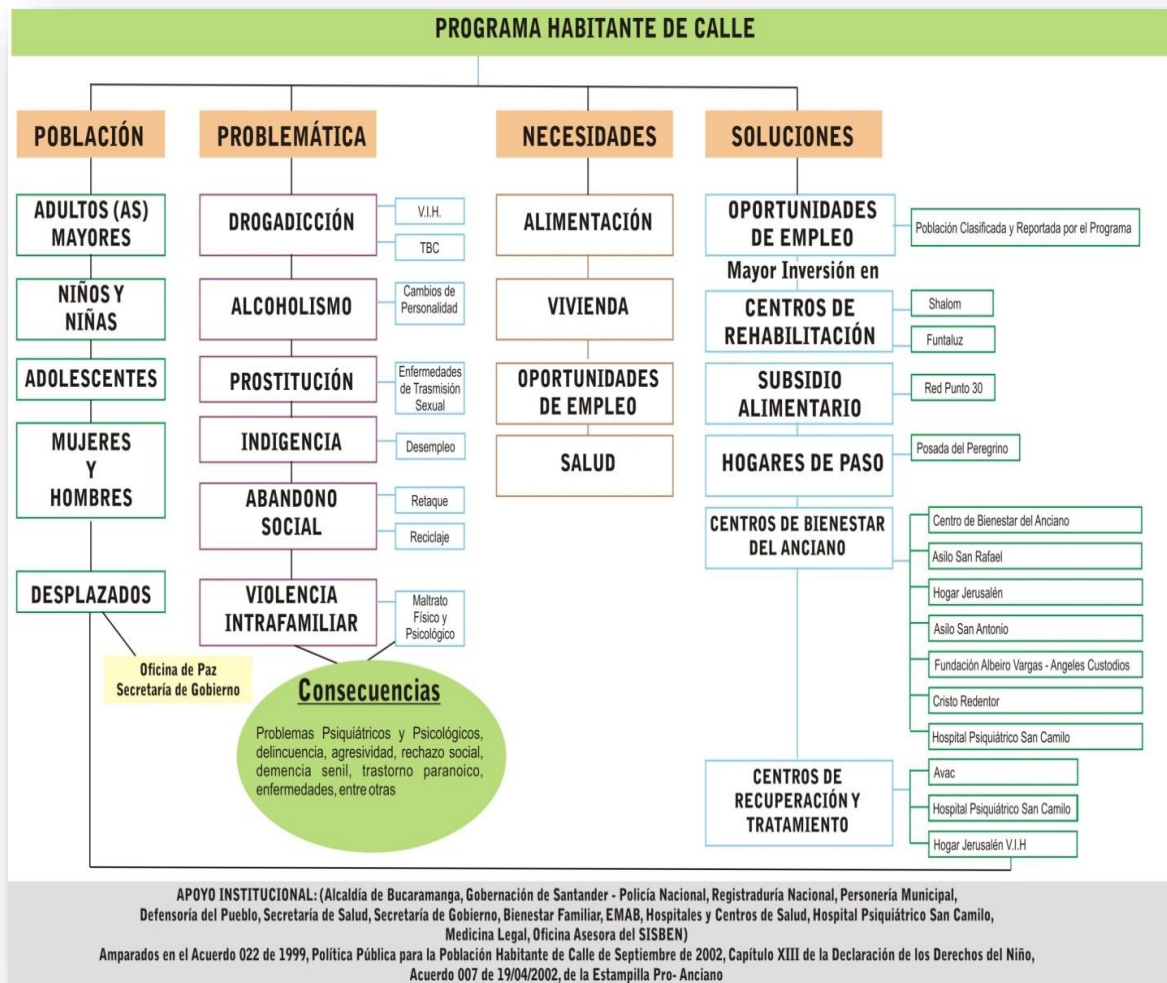 PROGRAMA HABITANTE DE CALLE
POBLACIÓN
ADULTOS (AS)
MAYORES
NIÑOS Y
NIÑAS
ADOLESCENTES
MUJERES
Y
HOMBRES
DESPLAZADOS
Oficina de Paz
Secretaría de Gobierno
PROBLEMÁTICA
DROGADICCIÓN
V.I.H.
TBC
ALCOHOLISMO
Cambios de
Personalidad
PROSTITUCIÓN
Enfermedades
de Trasmisión
Sexual
INDIGENCIA
Desempleo
ABANDONO
SOCIAL
Retaque
Reciclaje
VIOLENCIA
INTRAFAMILIAR
Maltrato
Físico y
Psicológico
Consecuencias
Problemas Psiquiátricos y Psicológicos,
delincuencia, agresividad, rechazo social,
demencia senil, trastorno paranoico,
enfermedades, entre otras
NECESIDADES
ALIMENTACIÓN
VIVIENDA
OPORTUNIDADES
DE EMPLEO
SALUD
SOLUCIONES
OPORTUNIDADES
DE EMPLEO
Población Clasificada y Reportada por el Programa
Mayor Inversión en
CENTROS DE
REHABILITACIÓN
Shalom
Funtaluz
SUBSIDIO
ALIMENTARIO
Red Punto 30
HOGARES DE PASO
Posada del Peregrino
CENTROS DE BIENESTAR
DEL ANCIANO
Centro de Bienestar del Anciano
Asilo San Rafael
Hogar Jerusalén
Asilo San Antonio
Fundación Albeiro Vargas - Angeles Custodios
Cristo Redentor
Hospital Psiquiátrico San Camilo
CENTROS DE
RECUPERACIÓN Y
TRATAMIENTO
Avac
Hospital Psiquiátrico San Camilo
Hogar Jerusalén V.I.H
APOYO INSTITUCIONAL: (Alcaldía de Bucaramanga, Gobernación de Santander - Policía Nacional, Registraduría Nacional, Personería Municipal,
Defensoría del Pueblo, Secretaría de Salud, Secretaría de Gobierno, Bienestar Familiar, EMAB, Hospitales y Centros de Salud, Hospital Psiquiátrico San Camilo,
Medicina Legal, Oficina Asesora del SISBEN)
Amparados en el Acuerdo 022 de 1999, Política Pública para la Población Habitante de Calle de Septiembre de 2002, Capítulo XIII de la Declaración de los Derechos del Niño,
Acuerdo 007 de 19/04/2002, de la Estampilla Pro- Anciano